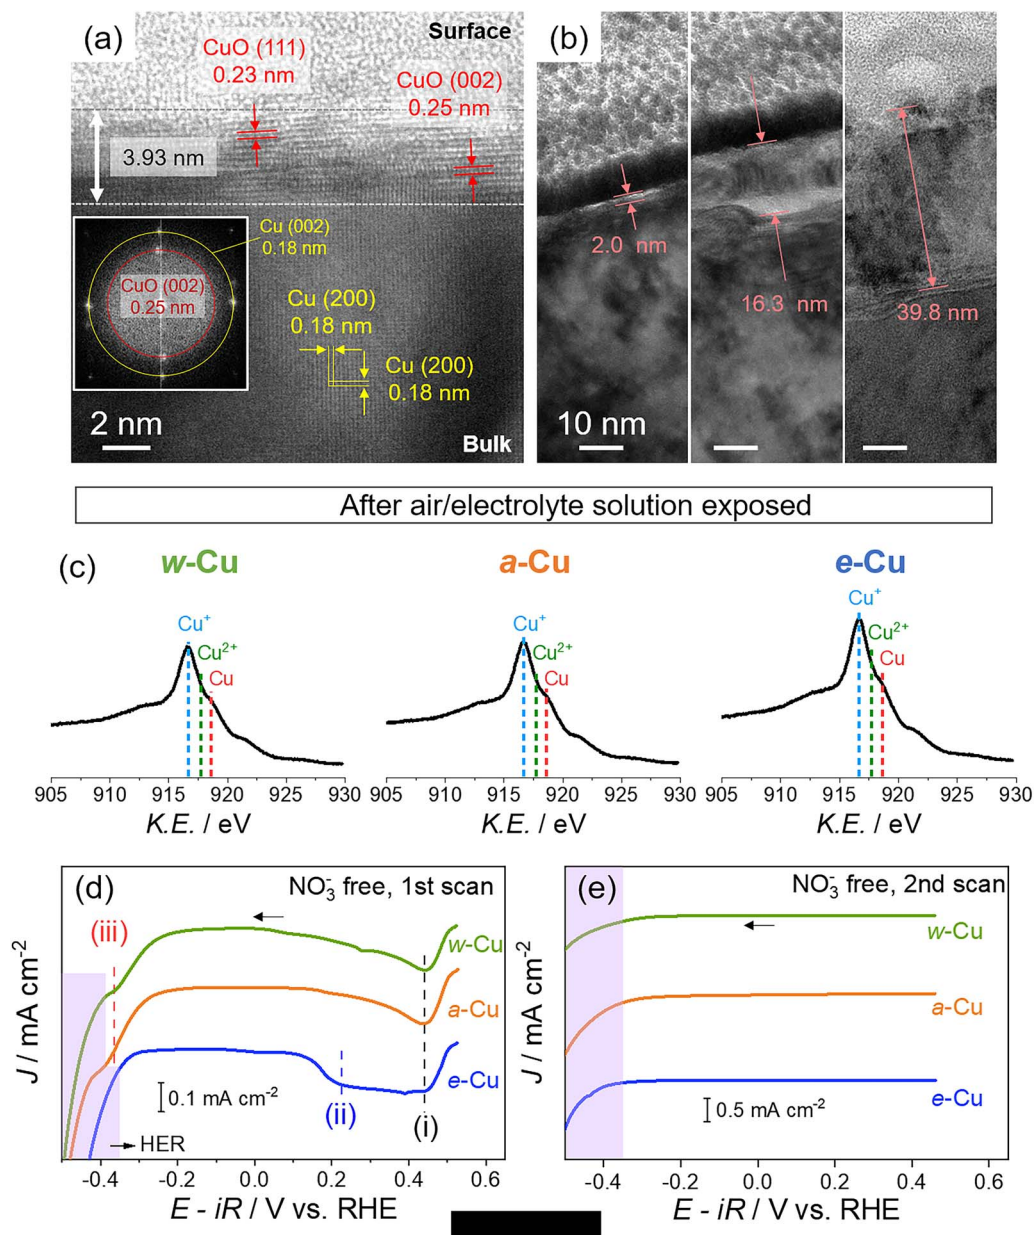 (a)
Surface
CuO (111)
0.23 nm
CuO (002)
0.25 nm
3.93 nm
Cu (002)
0.18 nm
CuO (002)
0.25 nm
Cu (200)
0.18 nm
Cu (200)
0.18 nm
2 nm
Bulk
(b)
2.0 nm
16.3 nm
39.8 nm
10 nm
After air/electrolyte solution exposed
(c)
w-Cu
a-Cu
e-Cu
Cu⁺
Cu²⁺
Cu
Cu⁺
Cu²⁺
Cu
Cu⁺
Cu²⁺
Cu
905 910 915 920 925 930
905 910 915 920 925 930
905 910 915 920 925 930
K.E. / eV
K.E. / eV
K.E. / eV
(d)
NO₃⁻ free, 1st scan
(iii)
w-Cu
a-Cu
e-Cu
0.1 mA cm⁻²
(ii)
(i)
HER
J / mA cm⁻²
-0.4 -0.2 0.0 0.2 0.4 0.6
E - iR / V vs. RHE
(e)
NO₃⁻ free, 2nd scan
w-Cu
a-Cu
e-Cu
0.5 mA cm⁻²
J / mA cm⁻²
-0.4 -0.2 0.0 0.2 0.4 0.6
E - iR / V vs. RHE